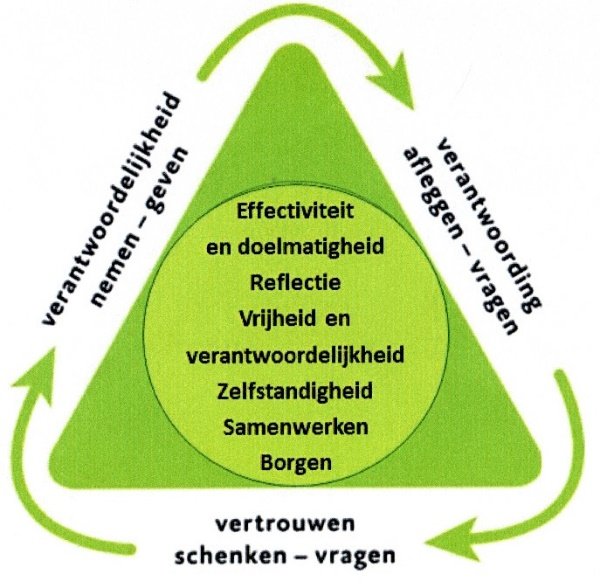 verantwoordelijkheid
nemen – geven
verantwoording
afleggen – vragen
Effectiviteit
en doelmatigheid
Reflectie
Vrijheid en
verantwoordelijkheid
Zelfstandigheid
Samenwerken
Borgen
vertrouwen
schenken – vragen